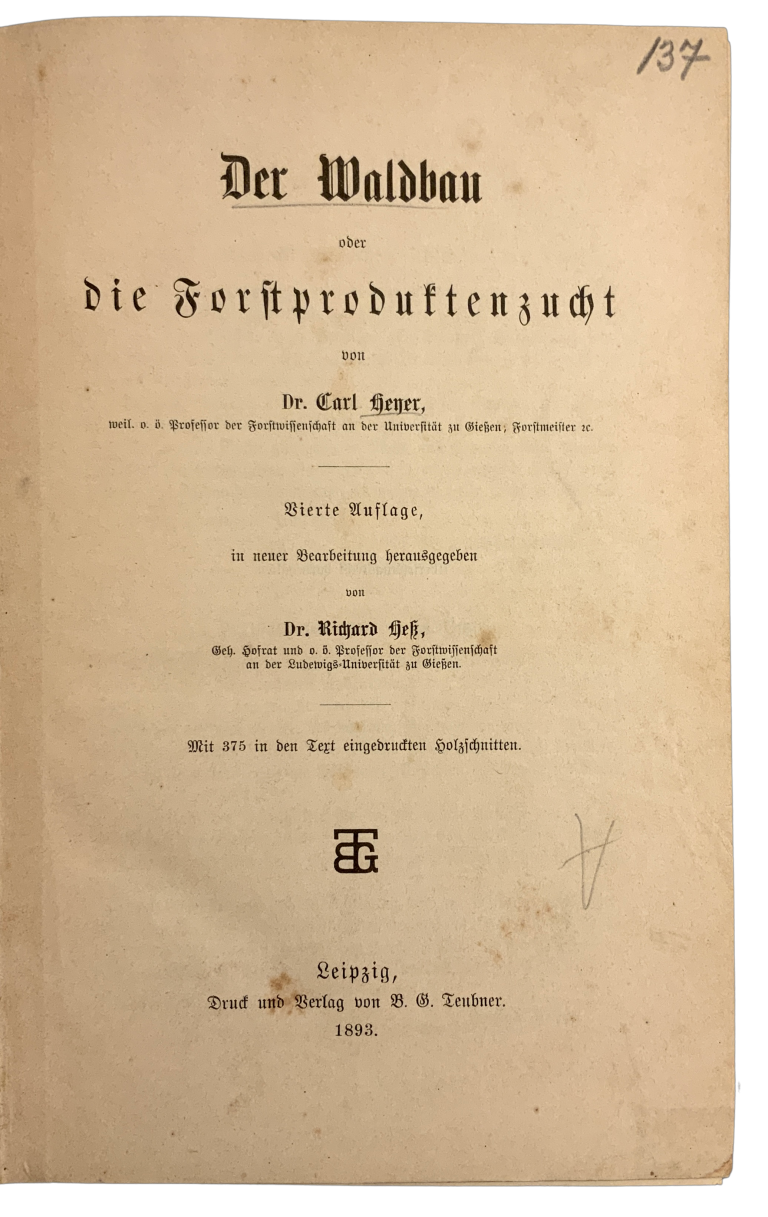 137
Der Waldbau
oder
die Forstproduktenzucht
von
Dr. Carl Heyer,
weil. o. ö. Professor der Forstwissenschaft an der Universität zu Gießen, Forstmeister ꝛc.
Vierte Auflage,
in neuer Bearbeitung herausgegeben
von
Dr. Richard Heß,
Geh. Hofrat und o. ö. Professor der Forstwissenschaft
an der Ludewigs-Universität zu Gießen.
Mit 375 in den Text eingedruckten Holzschnitten.
BTG
Leipzig,
Druck und Verlag von B. G. Teubner.
1893.